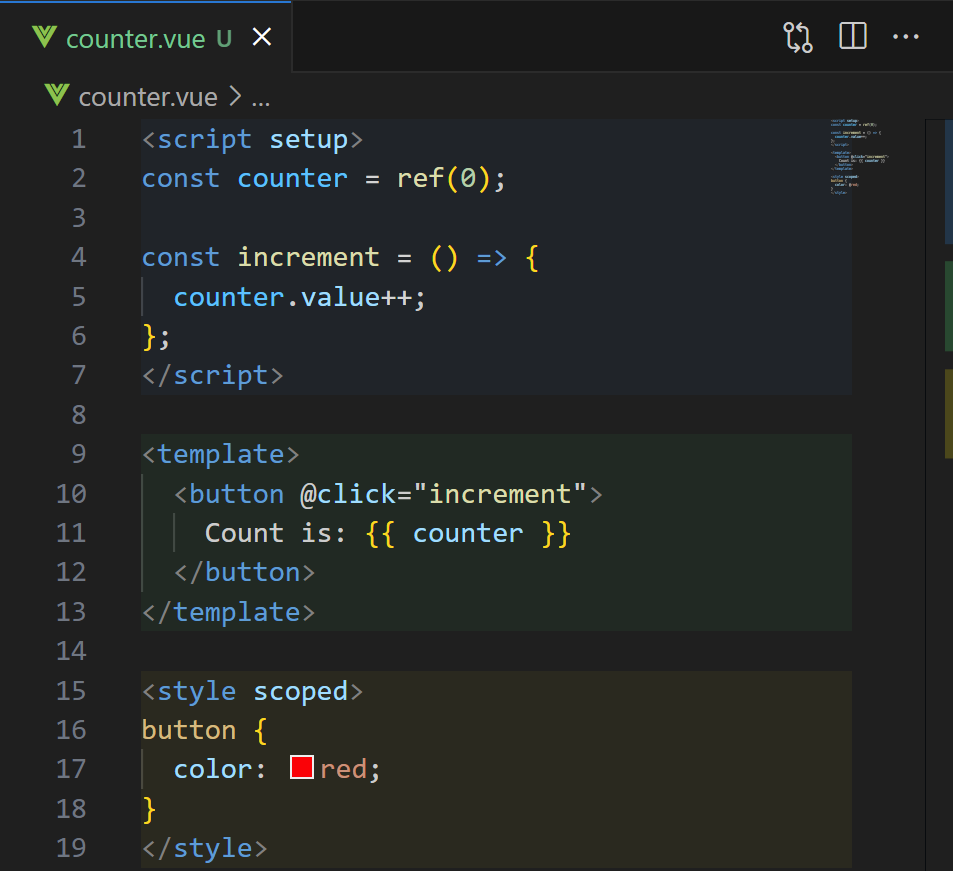 counter.vue U ×
counter.vue > ...
1 <script setup>
2 const counter = ref(0);
3
4 const increment = () => {
5   counter.value++;
6 };
7 </script>
8
9 <template>
10   <button @click="increment">
11     Count is: {{ counter }}
12   </button>
13 </template>
14
15 <style scoped>
16 button {
17   color: red;
18 }
19 </style>